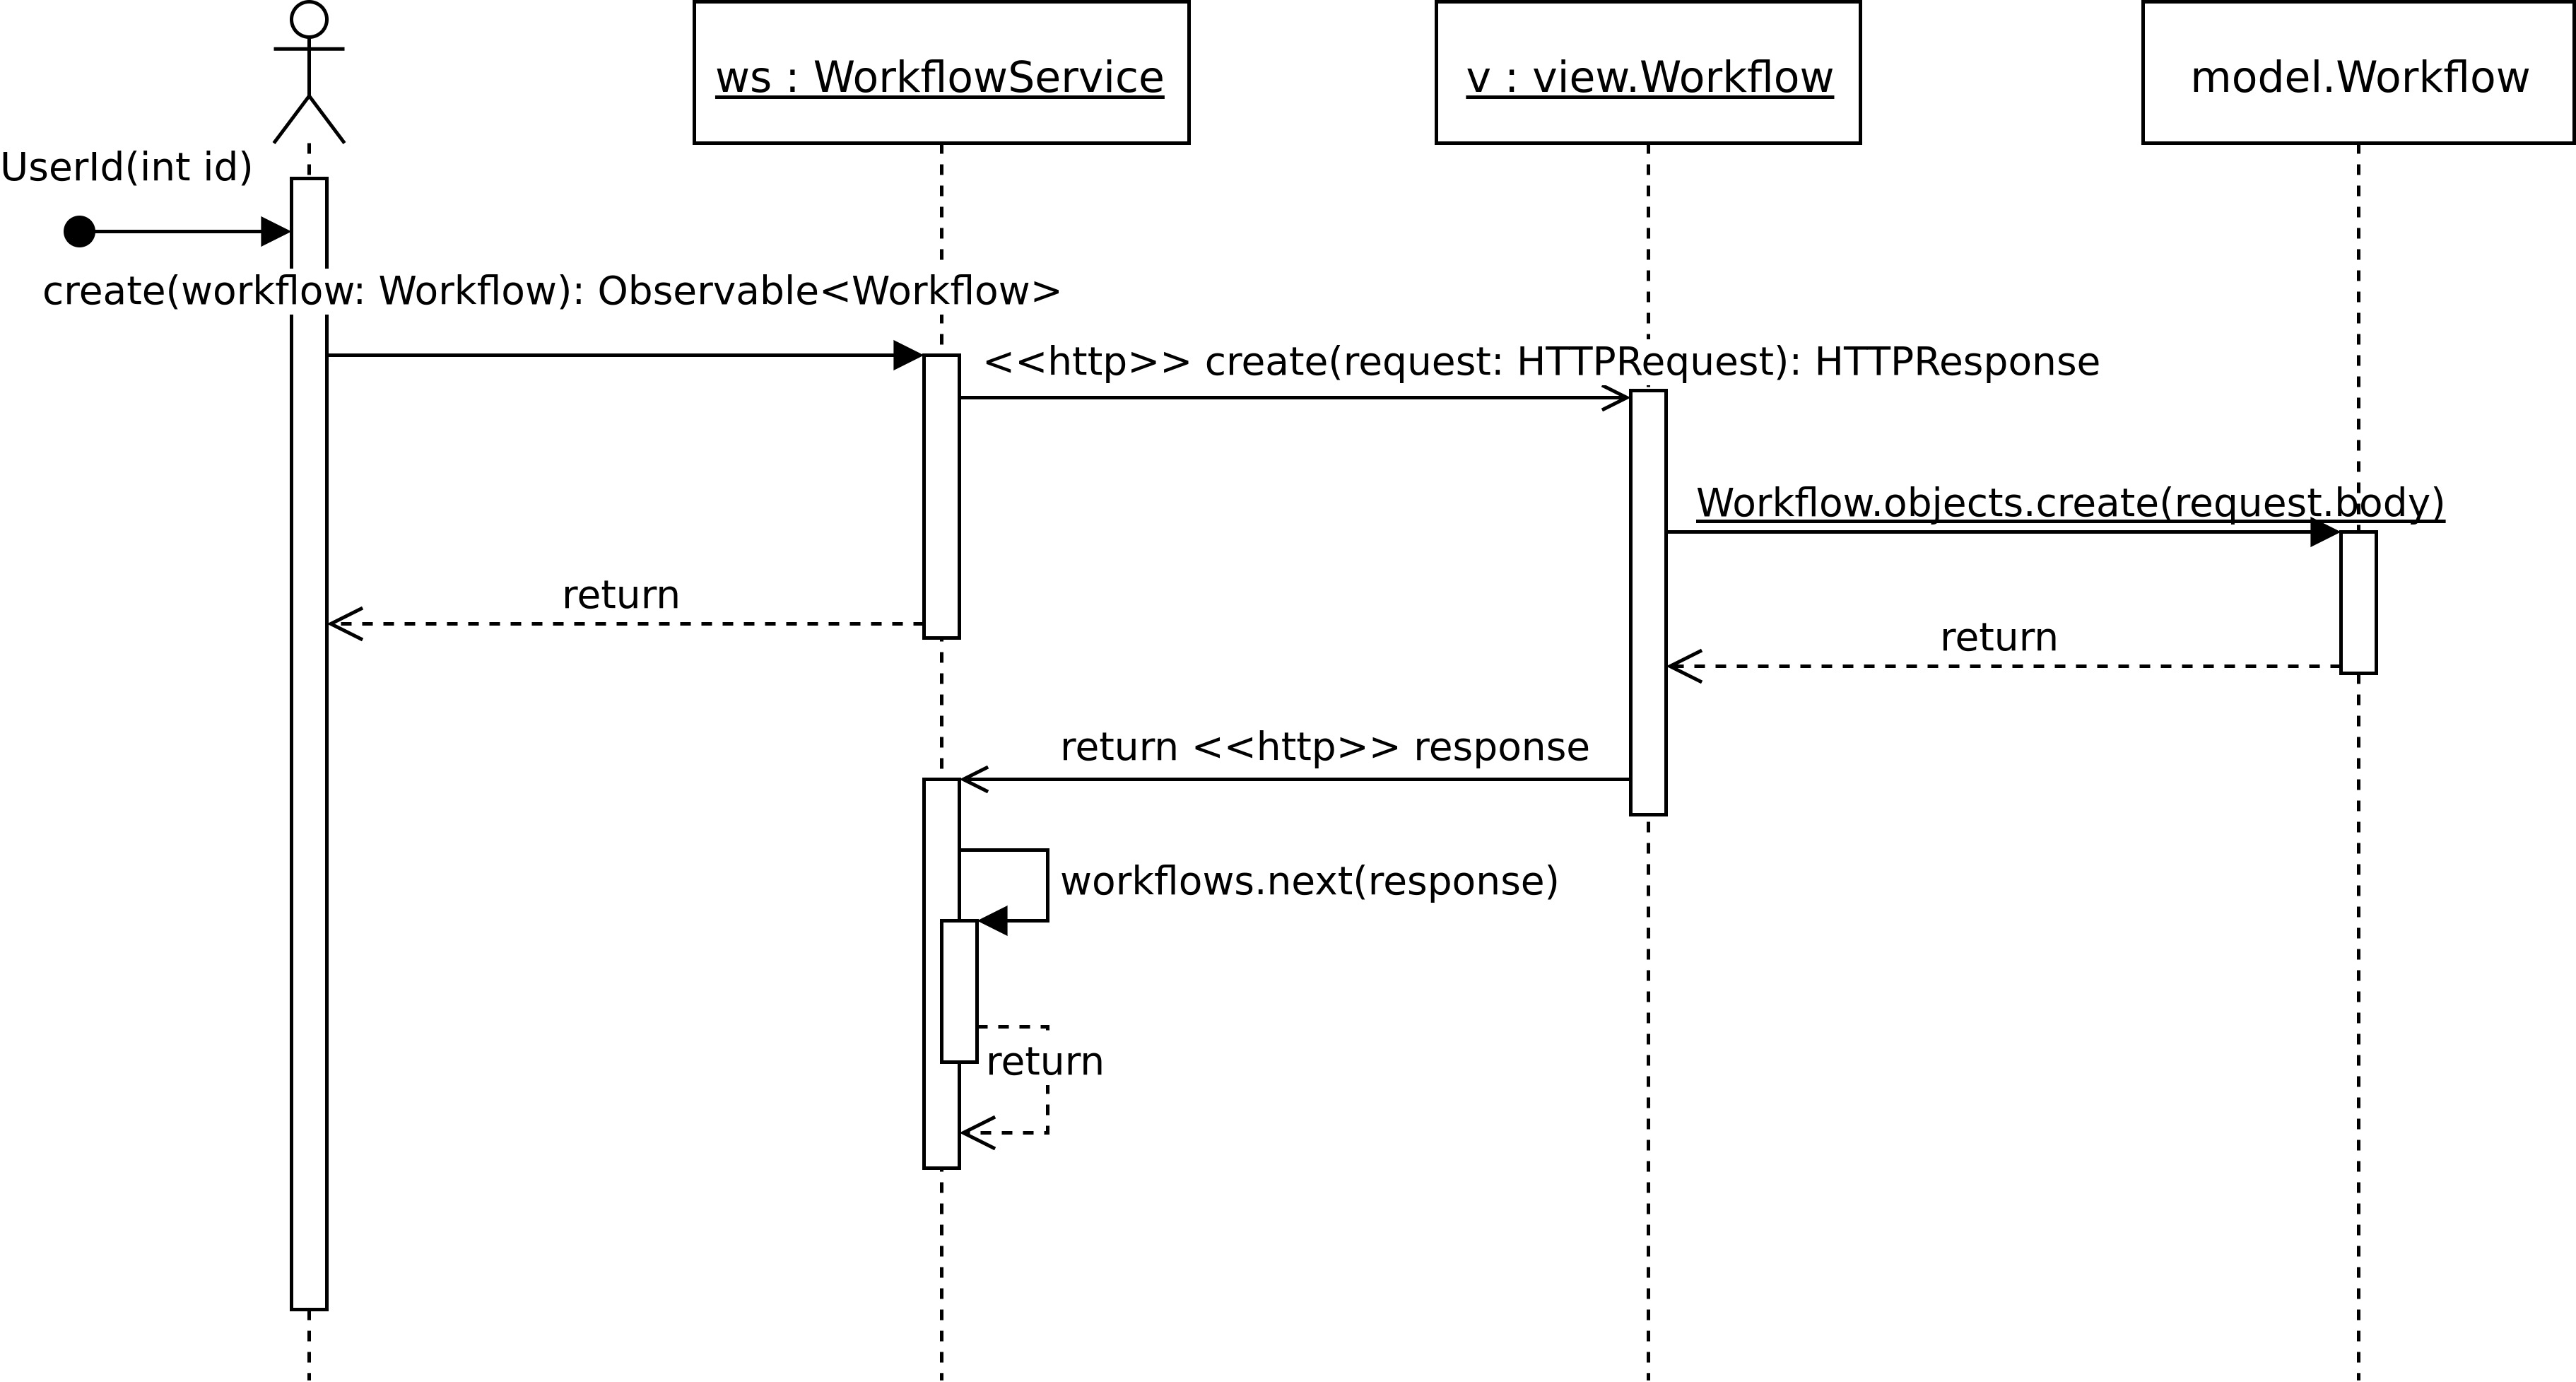 ws : WorkflowService
v : view.Workflow
model.Workflow
UserId(int id)
create(workflow: Workflow): Observable<Workflow>
<<http>> create(request: HTTPRequest): HTTPResponse
Workflow.objects.create(request.body)
return
return
return <<http>> response
workflows.next(response)
return